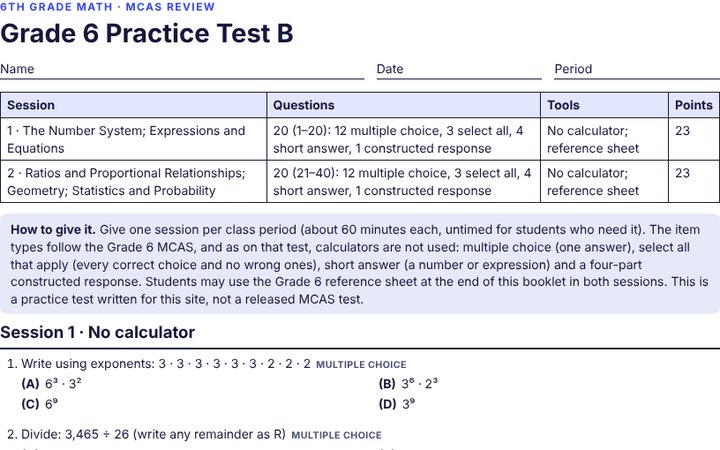 6TH GRADE MATH · MCAS REVIEW
Grade 6 Practice Test B
Name Date Period
Session Questions Tools Points
1 · The Number System; Expressions and Equations 20 (1–20): 12 multiple choice, 3 select all, 4 short answer, 1 constructed response No calculator; reference sheet 23
2 · Ratios and Proportional Relationships; Geometry; Statistics and Probability 20 (21–40): 12 multiple choice, 3 select all, 4 short answer, 1 constructed response No calculator; reference sheet 23
How to give it. Give one session per class period (about 60 minutes each, untimed for students who need it). The item
types follow the Grade 6 MCAS, and as on that test, calculators are not used: multiple choice (one answer), select all
that apply (every correct choice and no wrong ones), short answer (a number or expression) and a four-part
constructed response. Students may use the Grade 6 reference sheet at the end of this booklet in both sessions. This is
a practice test written for this site, not a released MCAS test.
Session 1 · No calculator
1. Write using exponents: 3 · 3 · 3 · 3 · 3 · 3 · 2 · 2 · 2 MULTIPLE CHOICE
(A) 6³ · 3² (B) 3⁶ · 2³
(C) 6⁹ (D) 3⁹
2. Divide: 3,465 ÷ 26 (write any remainder as R) MULTIPLE CHOICE